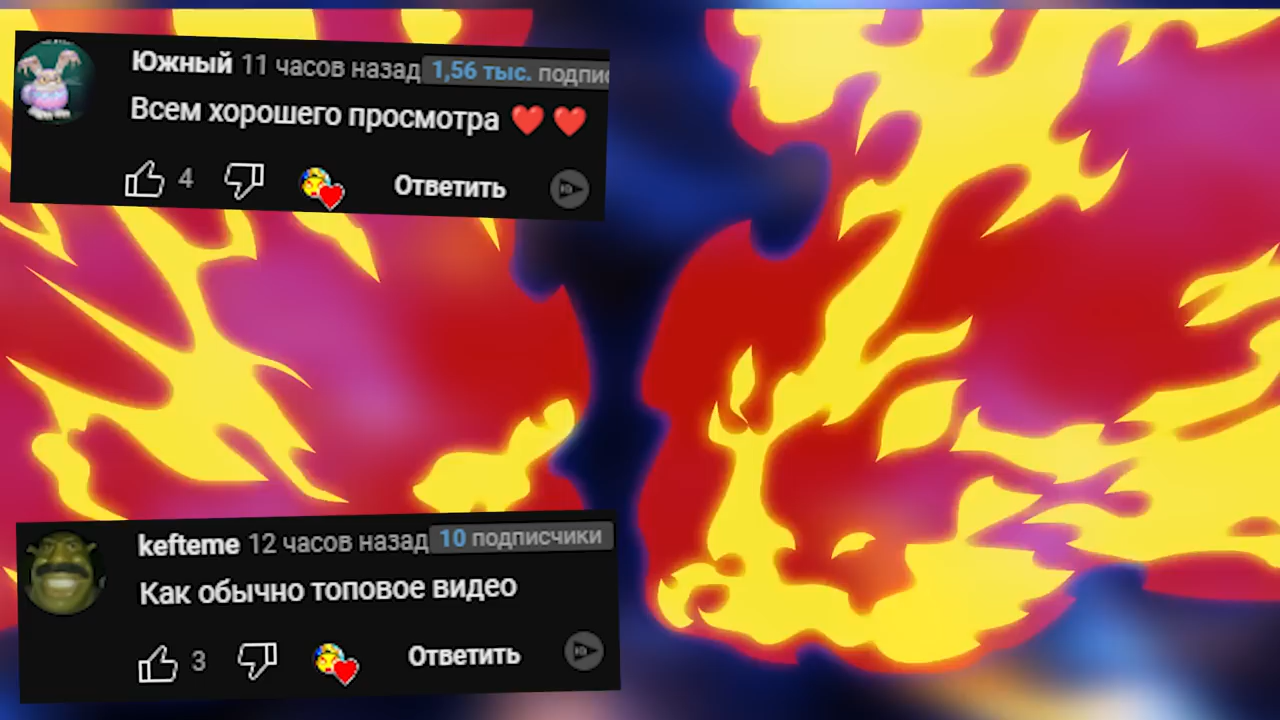 Южный 11 часов назад 1,56 тыс.
Всем хорошего просмотра ❤️ ❤️
4 Ответить
kefteme 12 часов назад 10 подписчики
Как обычно топовое видео
3 Ответить